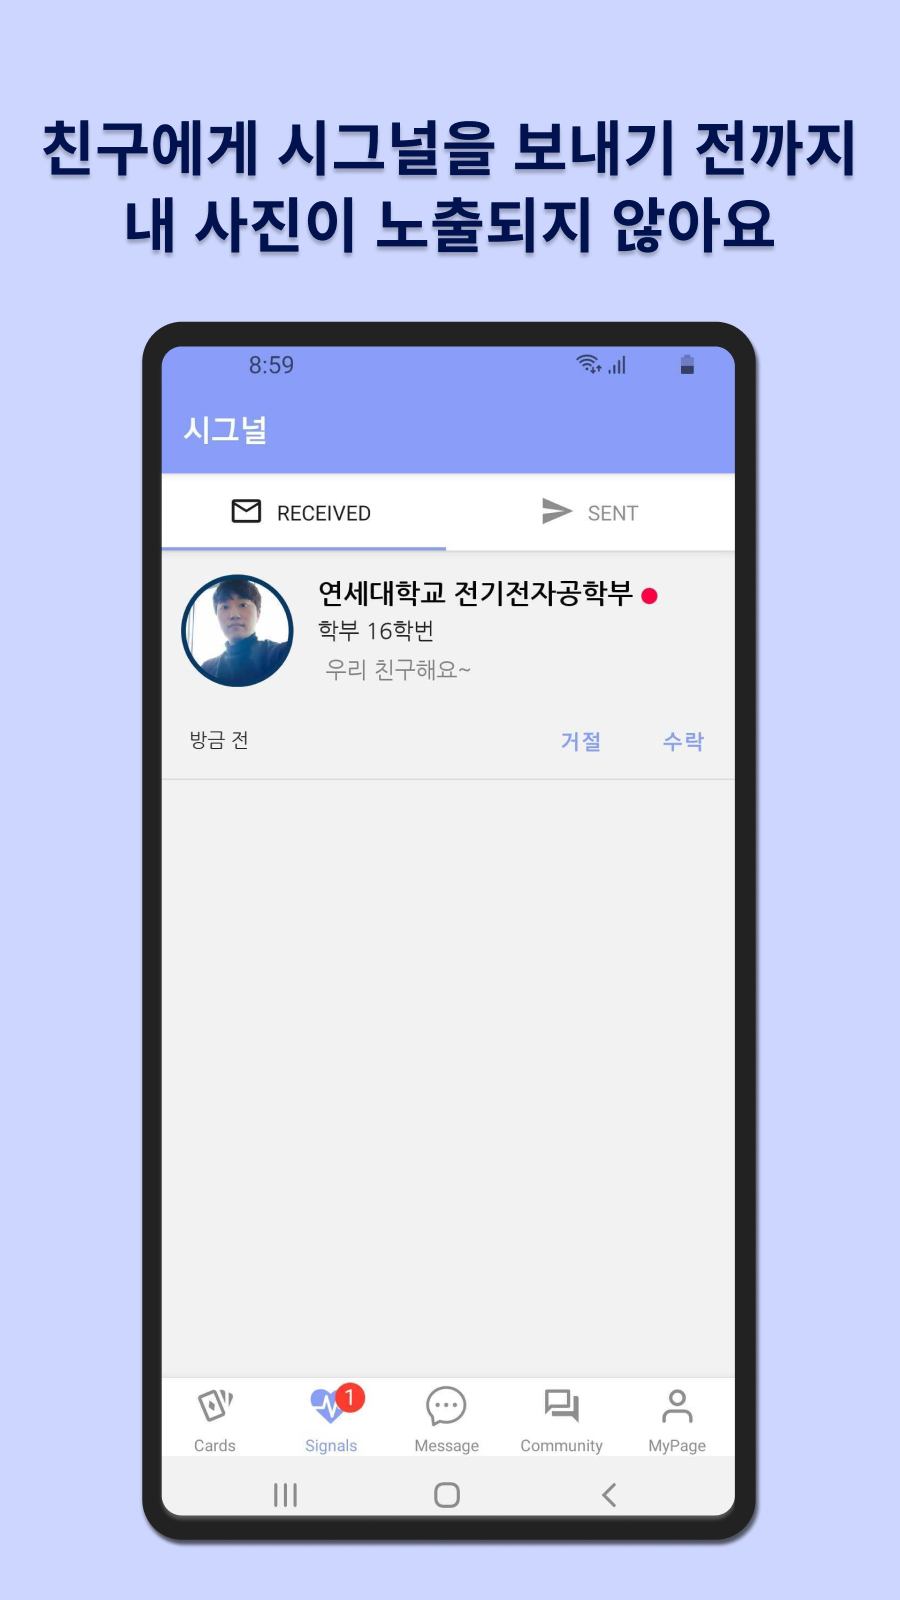 친구에게 시그널을 보내기 전까지
내 사진이 노출되지 않아요
8:59
시그널
RECEIVED
SENT
연세대학교 전기전자공학부
학부 16학번
우리 친구해요~
방금 전
거절
수락
1
Cards
Signals
Message
Community
MyPage